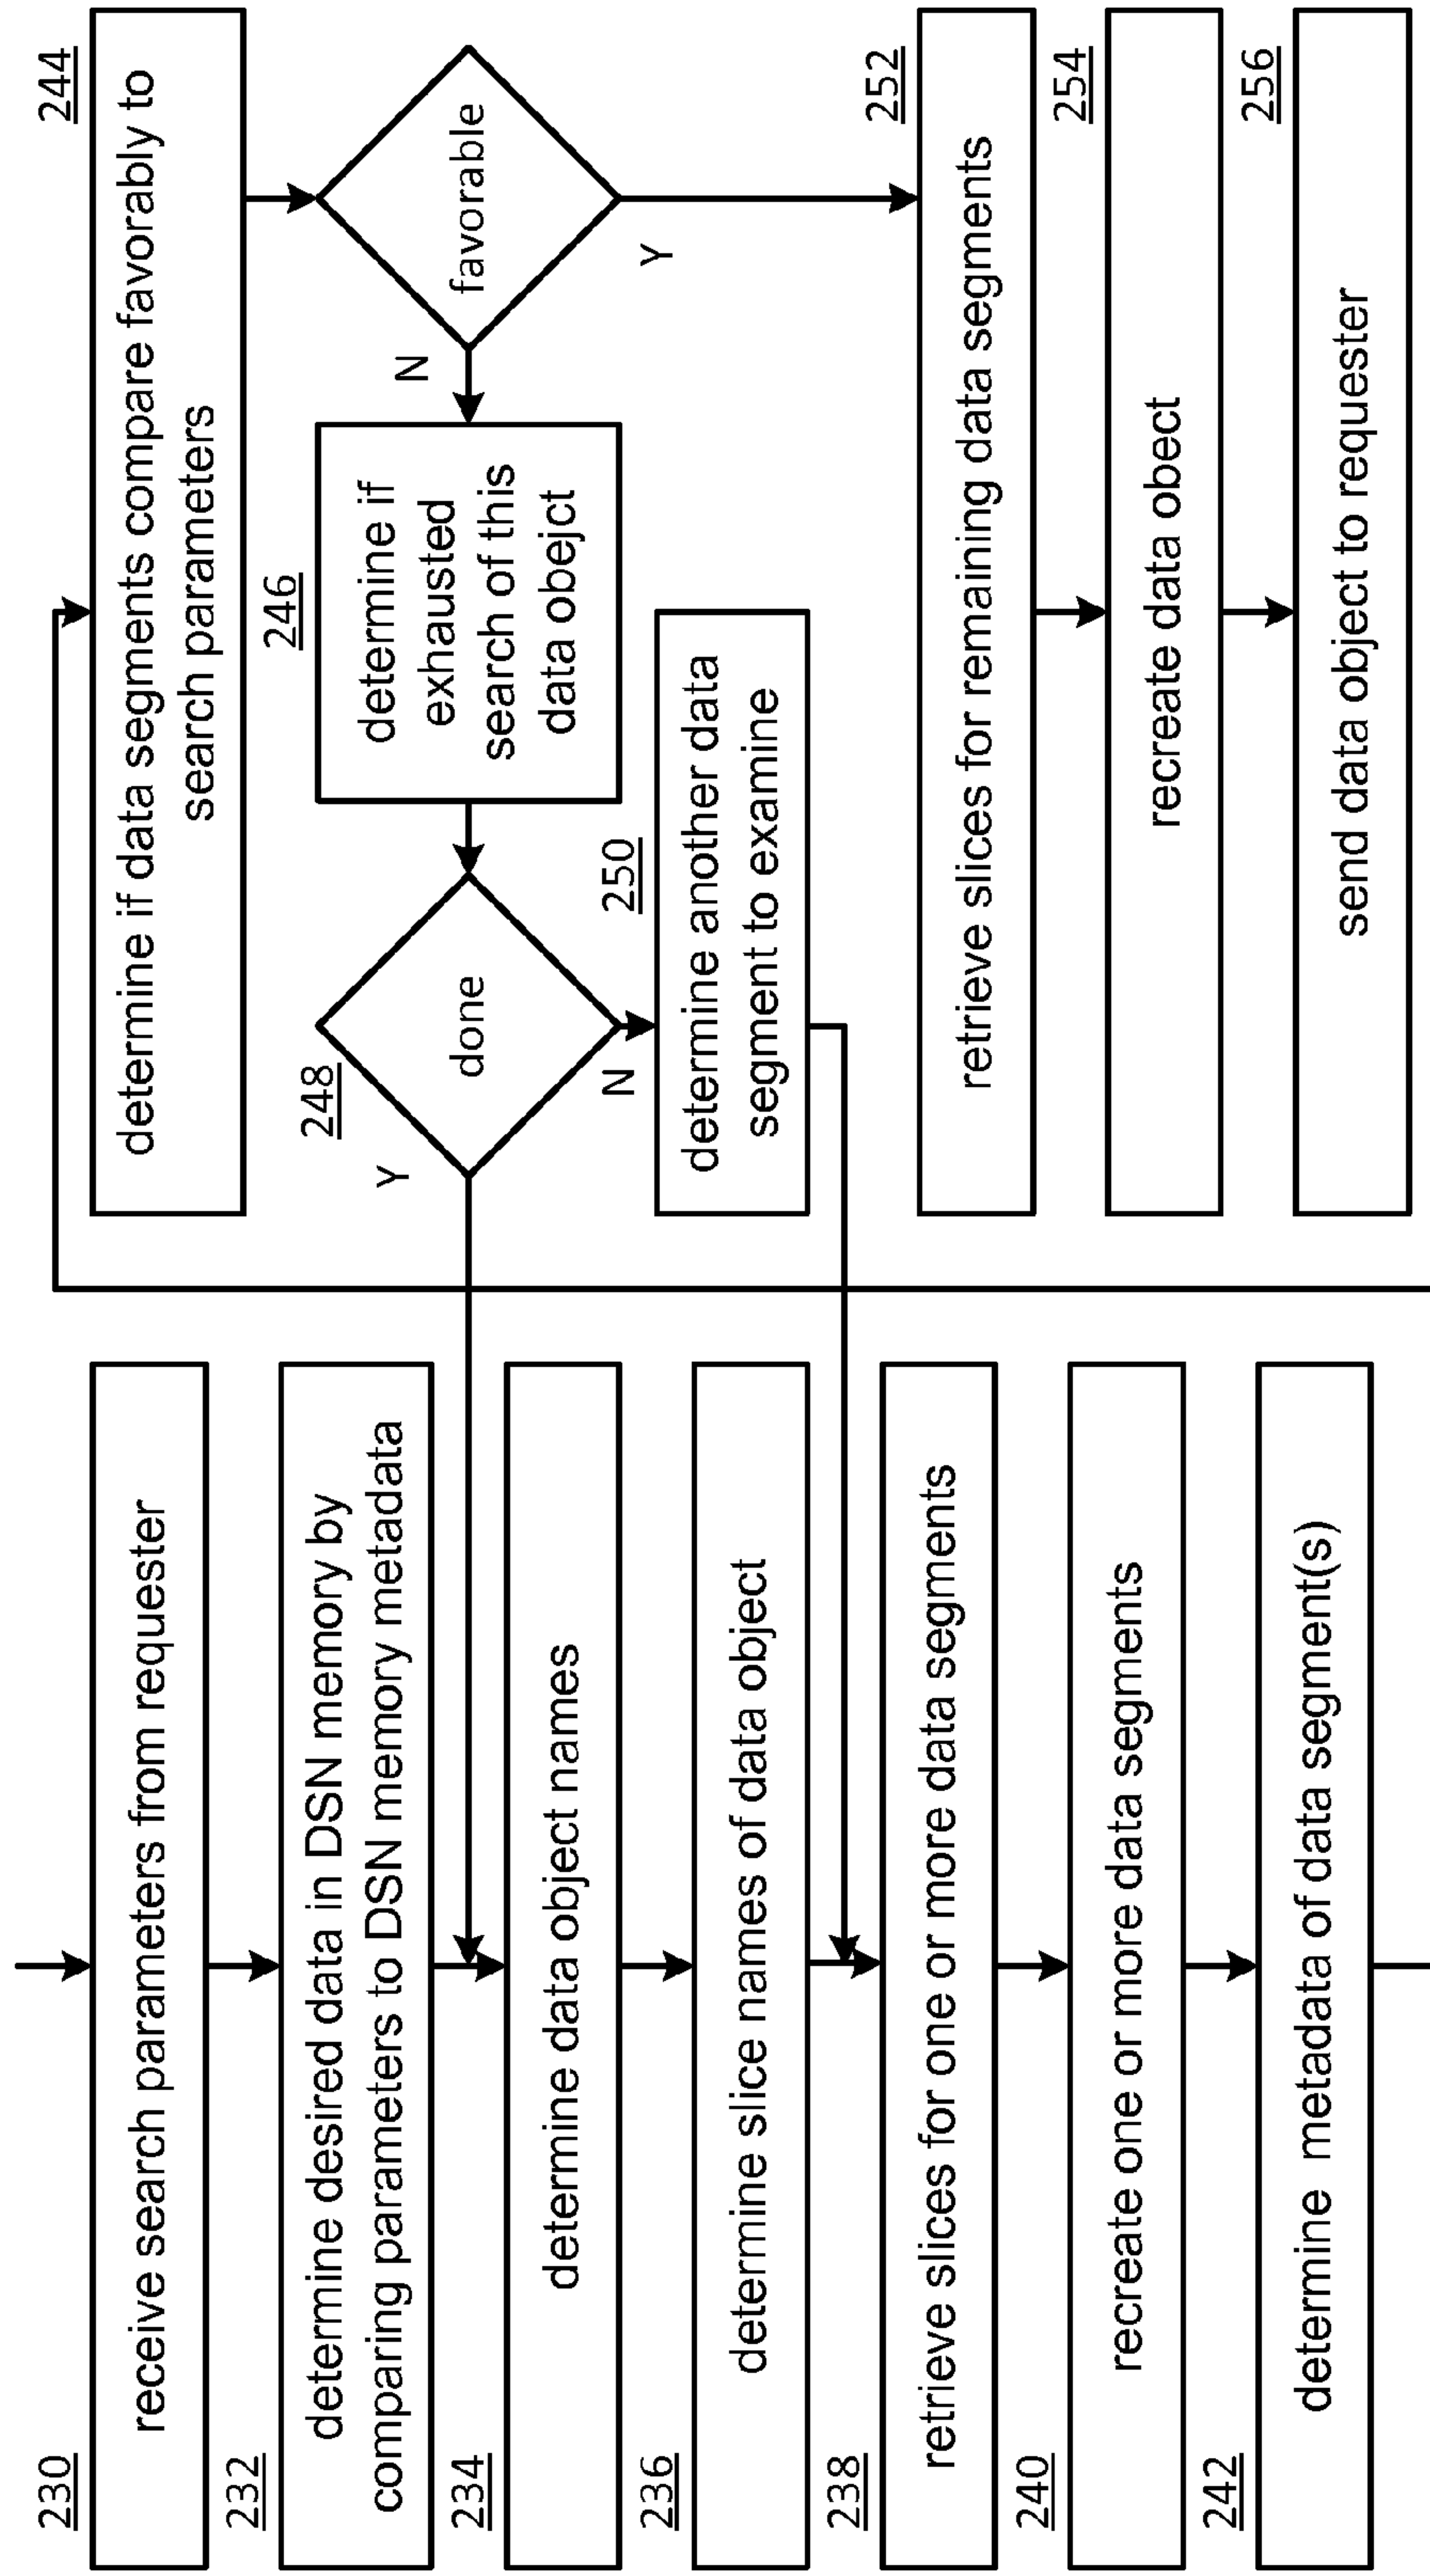 230
receive search parameters from requester
232
determine desired data in DSN memory by
comparing parameters to DSN memory metadata
234
determine data object names
236
determine slice names of data object
238
retrieve slices for one or more data segments
240
recreate one or more data segments
242
determine metadata of data segment(s)
244
determine if data segments compare favorably to
search parameters
favorable
N
Y
246
determine if
exhausted
search of this
data obejct
248
done
Y
N
250
determine another data
segment to examine
252
retrieve slices for remaining data segments
254
recreate data obect
256
send data object to requester